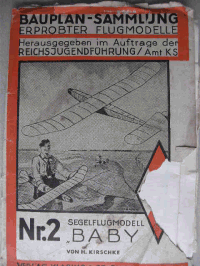 BAUPLAN-SAMMLUNG
ERPROBTER FLUGMODELLE
Herausgegeben im Auftrage der
REICHSJUGENDFÜHRUNG/Amt KS
Nr.2
SEGELFLUGMODELL
„BABY
VON H. KIRSCHKE